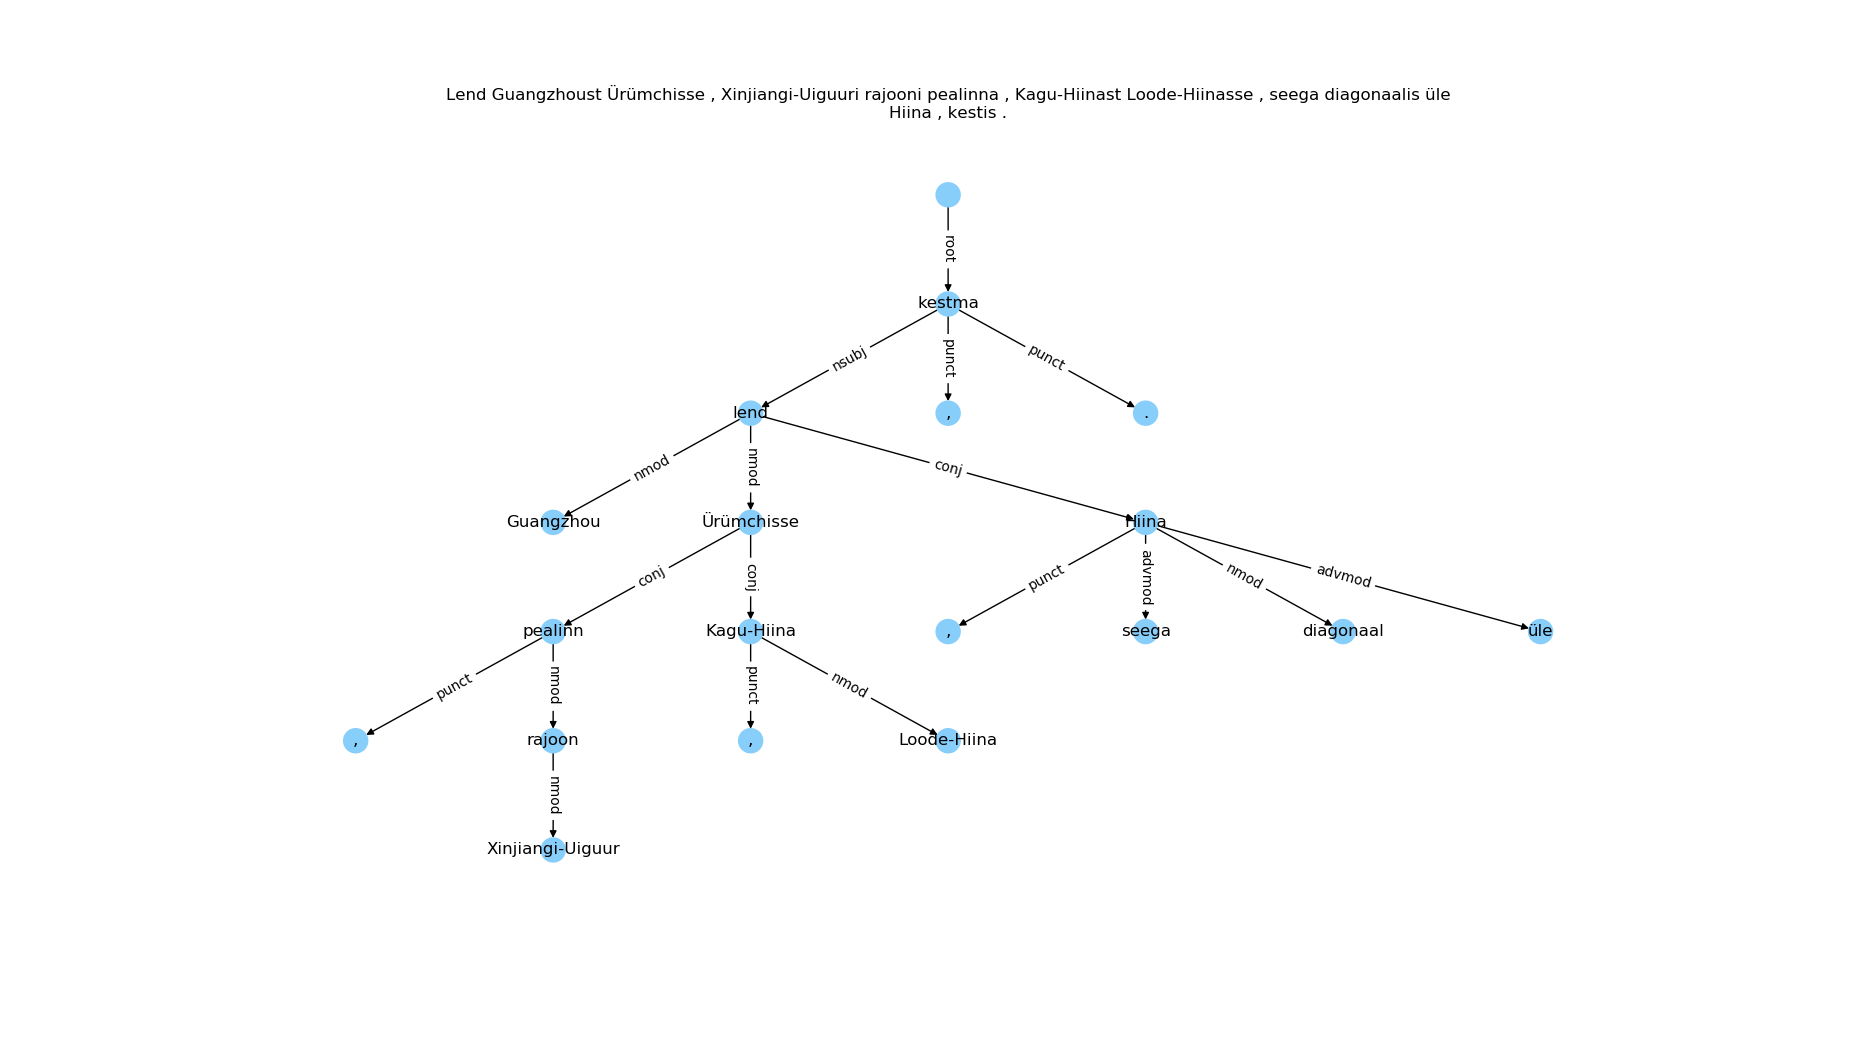 Lend Guangzhoust Ürümchisse , Xinjiangi-Uiguuri rajooni pealinna , Kagu-Hiinast Loode-Hiinasse , seega diagonaalis üle
Hiina , kestis .
root
kestma
nsubj
punct
punct
lend
,
.
nmod
nmod
conj
Guangzhou
Ürümchisse
Hiina
conj
conj
punct
advmod
nmod
advmod
pealinn
Kagu-Hiina
,
seega
diagonaal
üle
punct
nmod
punct
nmod
,
rajoon
,
Loode-Hiina
nmod
Xinjiangi-Uiguur